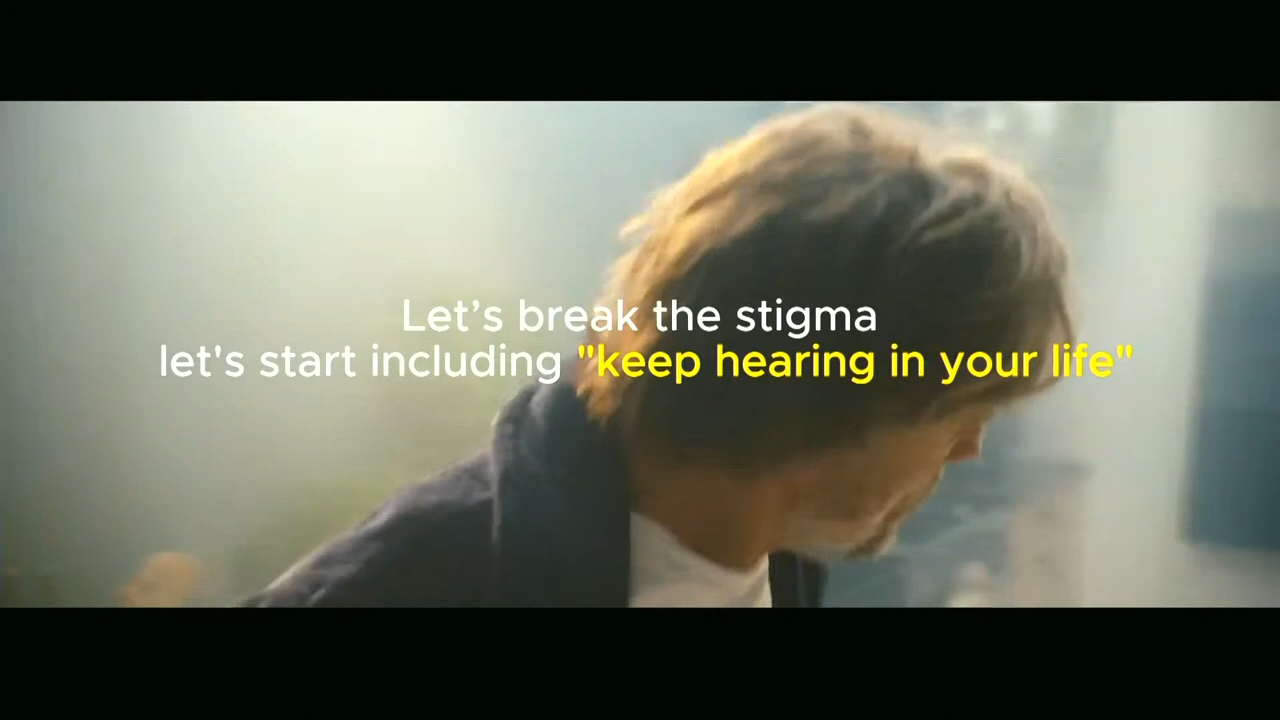 Let’s break the stigma
let's start including "keep hearing in your life"